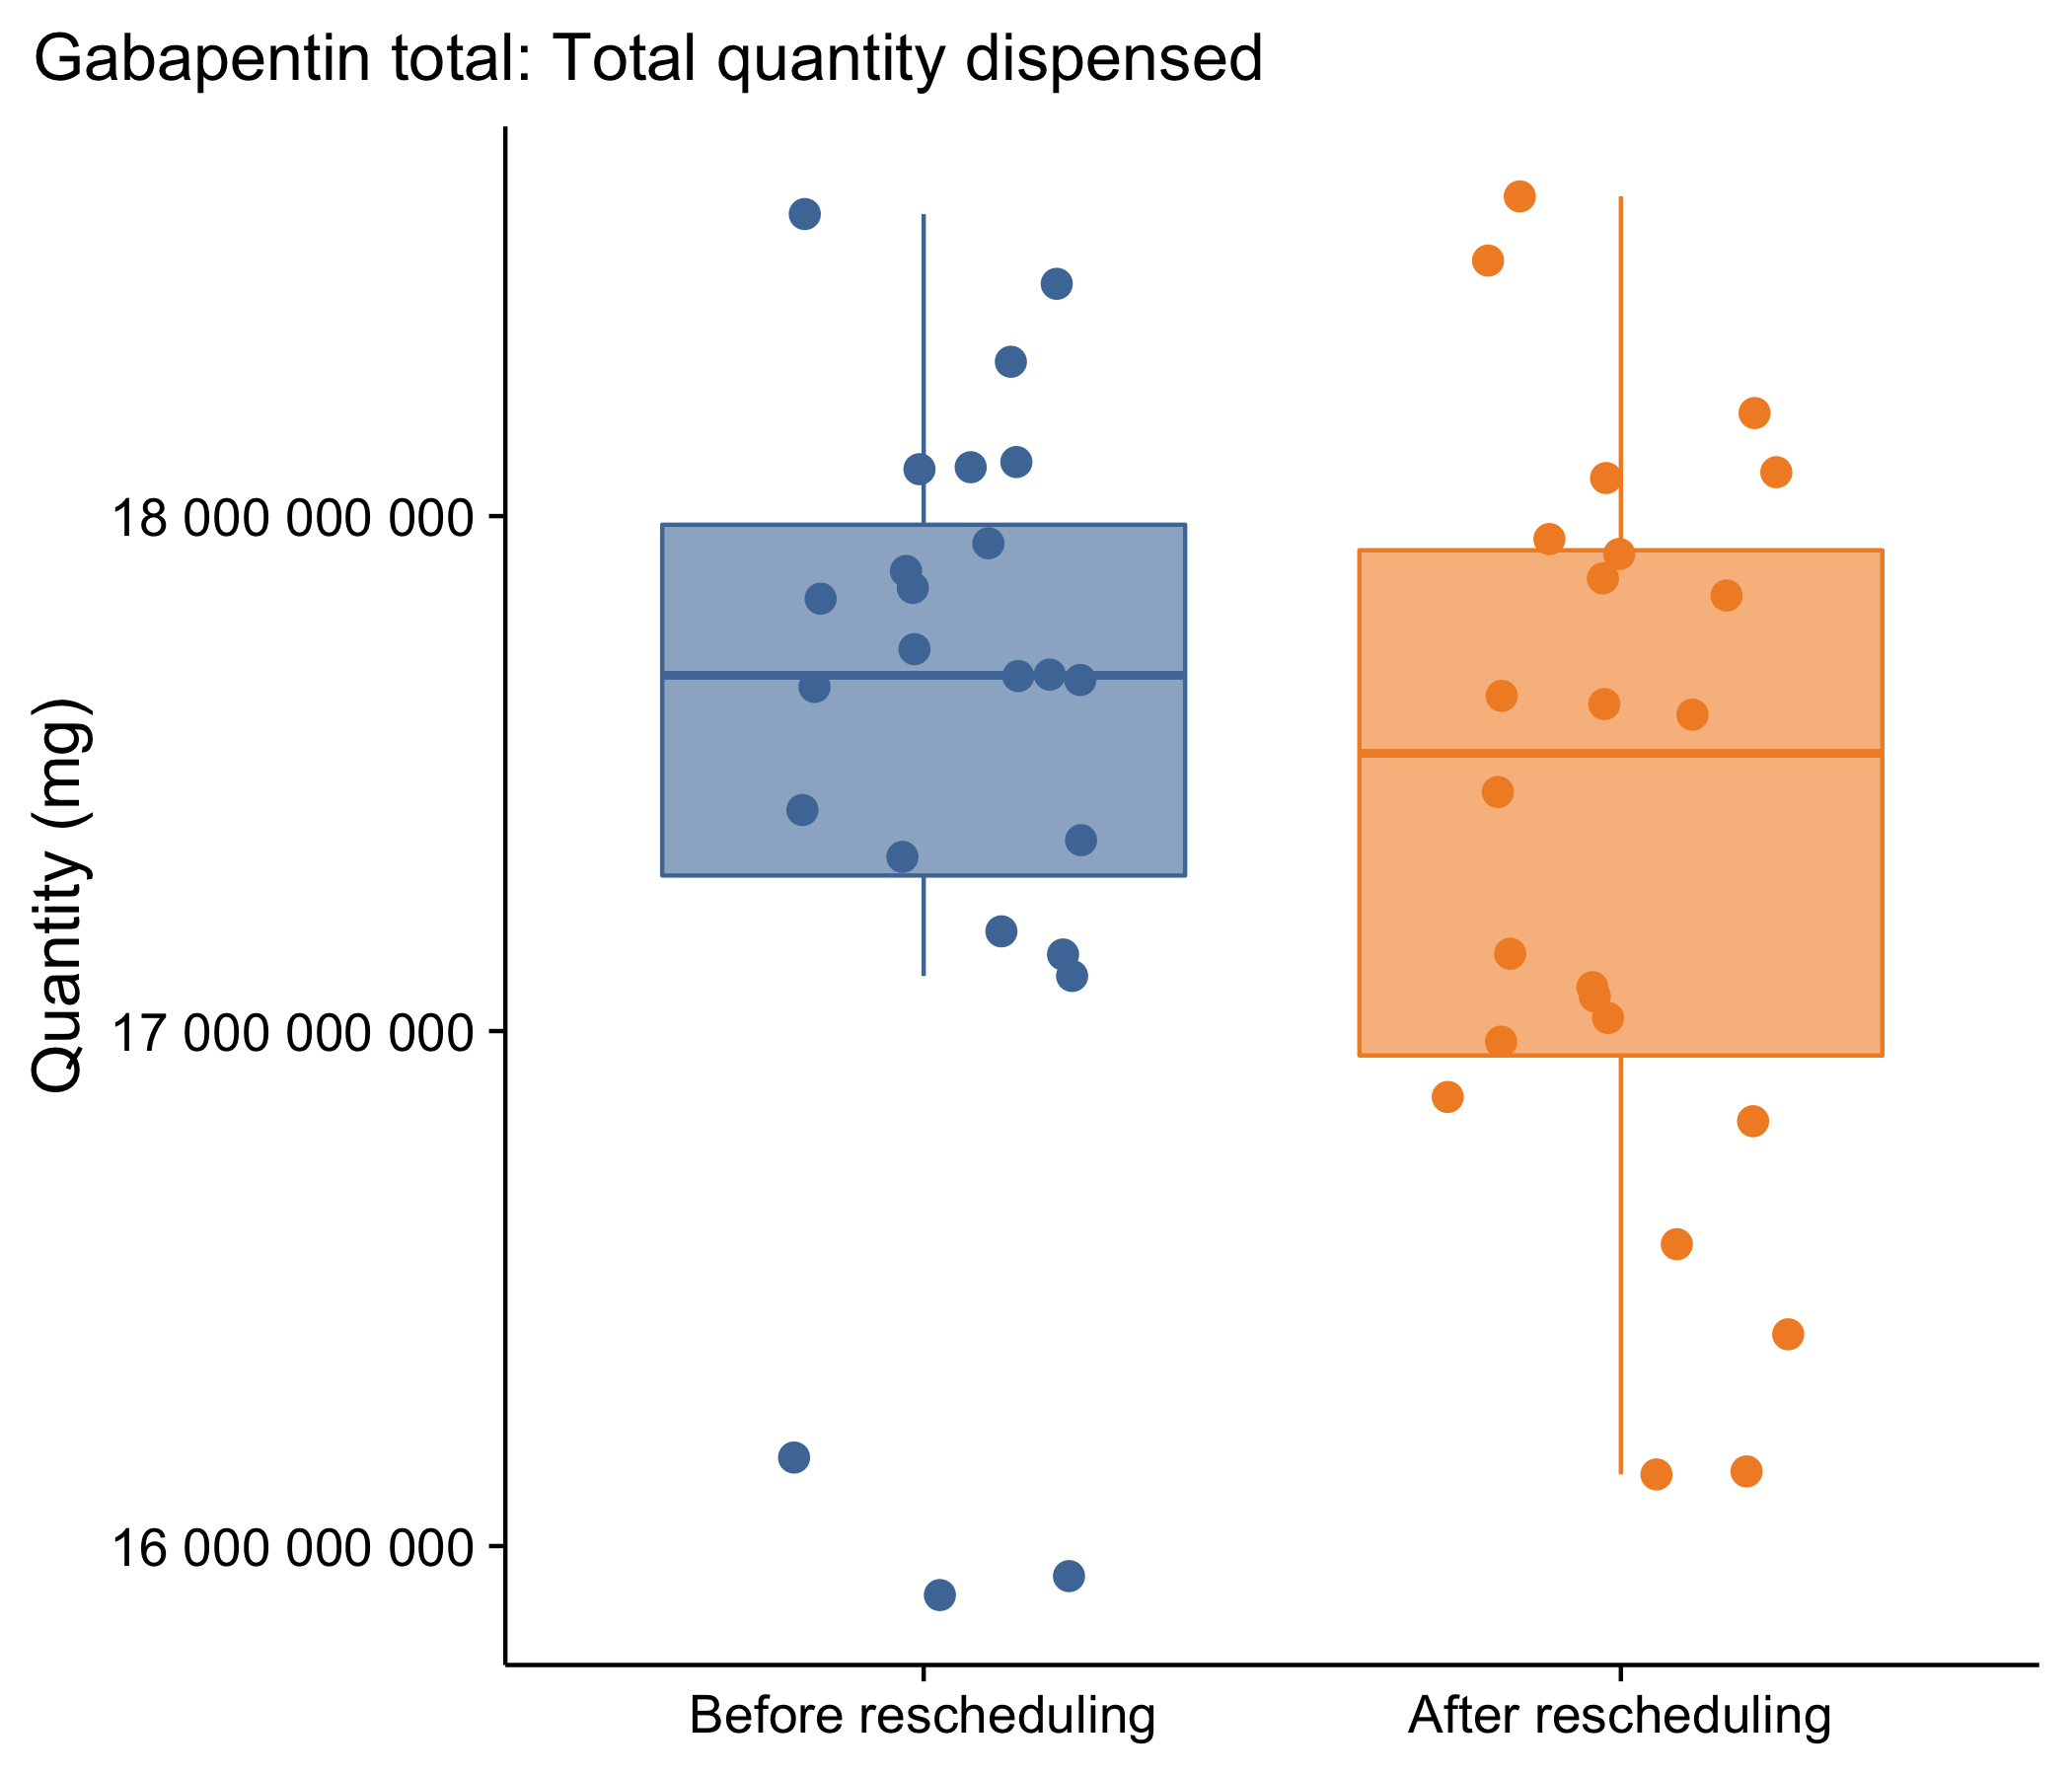 Gabapentin total: Total quantity dispensed
Quantity (mg)
18 000 000 000
17 000 000 000
16 000 000 000
Before rescheduling
After rescheduling